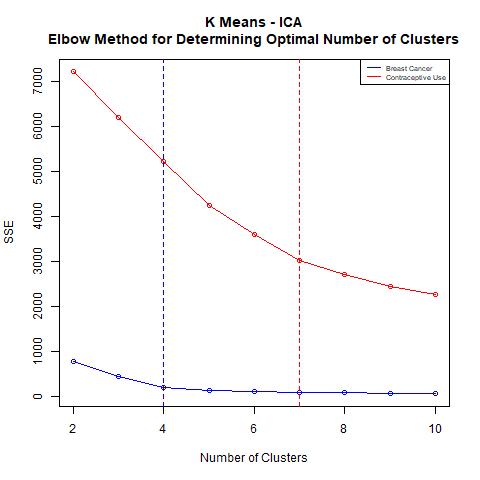 K Means - ICA
Elbow Method for Determining Optimal Number of Clusters
Breast Cancer
Contraceptive Use
7000
6000
5000
4000
3000
2000
1000
0
SSE
2 4 6 8 10
Number of Clusters